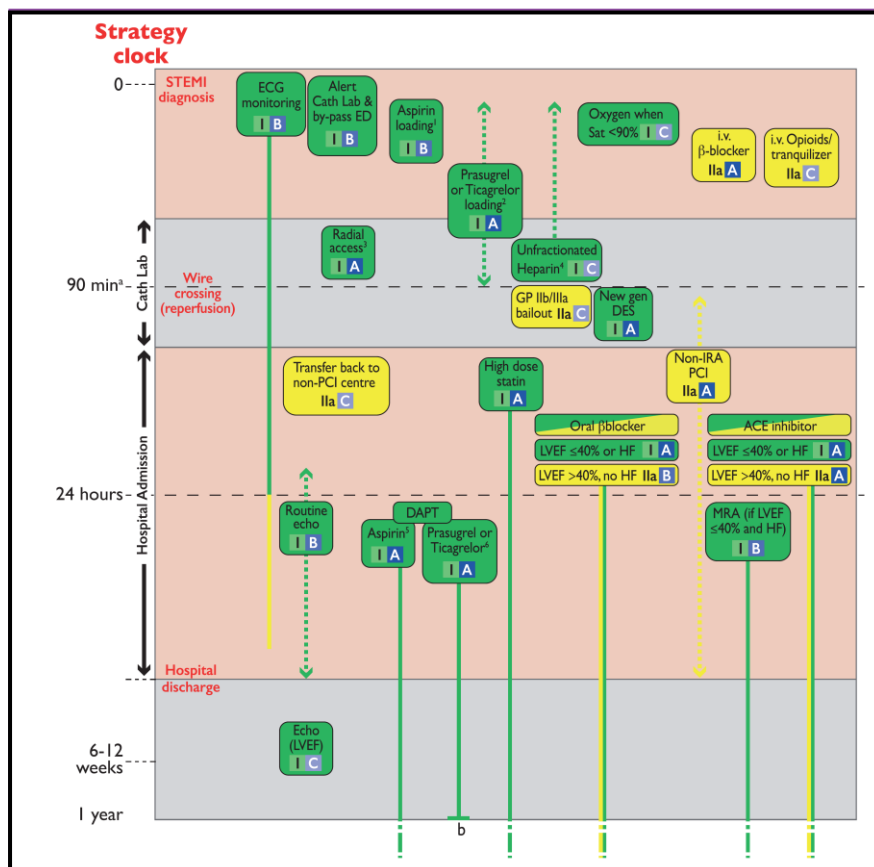 Strategy
clock
0
STEMI
diagnosis
ECG
monitoring
I B
Alert
Cath Lab &
by-pass ED
I B
Aspirin
loading¹
I B
Prasugrel
or Ticagrelor
loading²
I A
Oxygen when
Sat <90% I C
i.v.
β-blocker
IIa A
i.v. Opioids/
tranquilizer
IIa C
Cath Lab
Radial
access³
I A
Unfractionated
Heparin⁴ I C
90 minᵃ
Wire
crossing
(reperfusion)
GP IIb/IIIa
bailout IIa C
New gen
DES
I A
Hospital Admission
Transfer back to
non-PCI centre
IIa C
High dose
statin
I A
Non-IRA
PCI
IIa A
Oral βblocker
LVEF ≤40% or HF I A
LVEF >40%, no HF IIa B
ACE inhibitor
LVEF ≤40% or HF I A
LVEF >40%, no HF IIa A
24 hours
Routine
echo
I B
DAPT
Aspirin⁵
I A
Prasugrel or
Ticagrelor⁶
I A
MRA (if LVEF
≤40% and HF)
I B
Hospital
discharge
6-12
weeks
Echo
(LVEF)
I C
1 year
b